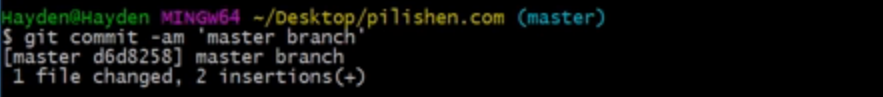 Hayden@Hayden MINGW64 ~/Desktop/pilishen.com (master)
$ git commit -am 'master branch'
[master d6d8258] master branch
1 file changed, 2 insertions(+)